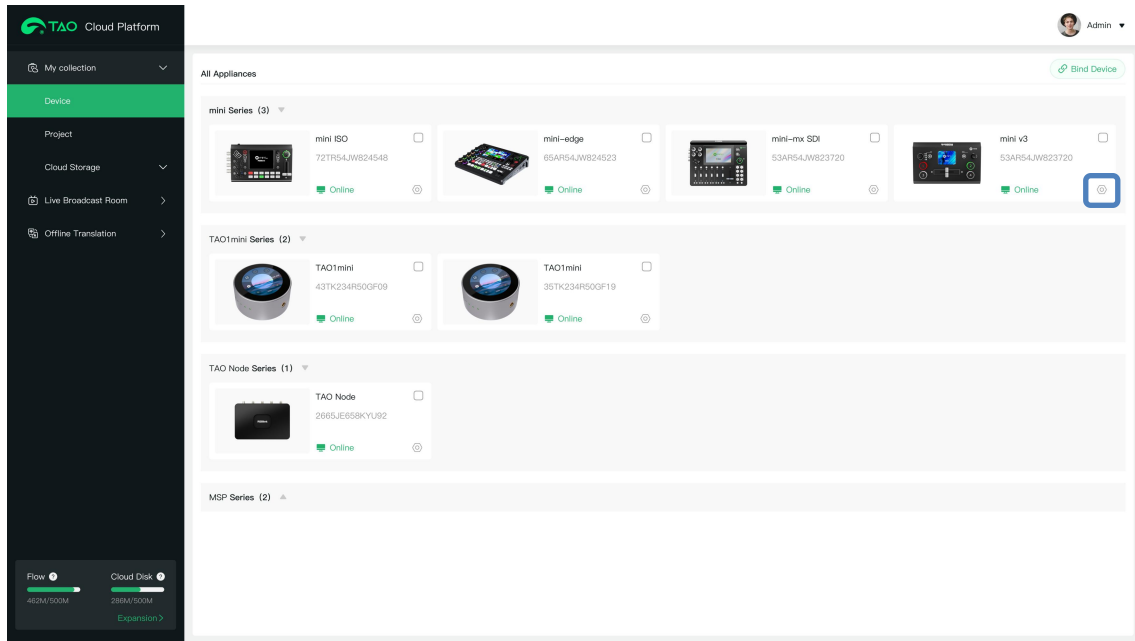 TAO Cloud Platform
Admin
My collection
Device
Project
Cloud Storage
Live Broadcast Room
Offline Translation
All Appliances
Bind Device
mini Series (3)
mini ISO
72TR54JW824548
Online
mini-edge
65AR54JW824523
Online
mini-mx SDI
53AR54JW823720
Online
mini v3
53ARS4JW823720
Online
TAO1mini Series (2)
TAO1mini
43TK234R50GF09
Online
TAO1mini
35TK234R50GF19
Online
TAO Node Series (1)
TAO Node
2665JE658KYU92
Online
MSP Series (2)
Flow ?
Cloud Disk ?
462M/500M
286M/500M
Expansion >